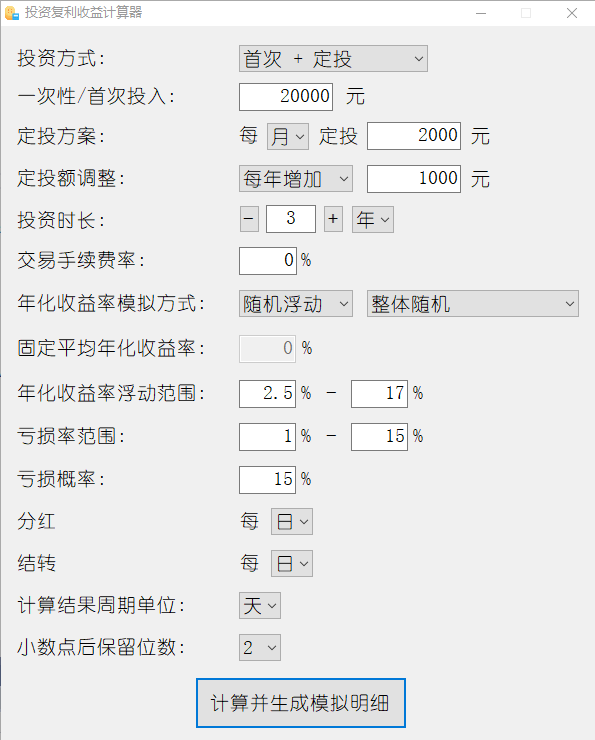 投资复利收益计算器
投资方式: 首次 + 定投
一次性/首次投入: 20000 元
定投方案: 每 月 定投 2000 元
定投额调整: 每年增加 1000 元
投资时长: - 3 + 年
交易手续费率: 0 %
年化收益率模拟方式: 随机浮动 整体随机
固定平均年化收益率: 0 %
年化收益率浮动范围: 2.5 % - 17 %
亏损率范围: 1 % - 15 %
亏损概率: 15 %
分红 每 日
结转 每 日
计算结果周期单位: 天
小数点后保留位数: 2
计算并生成模拟明细